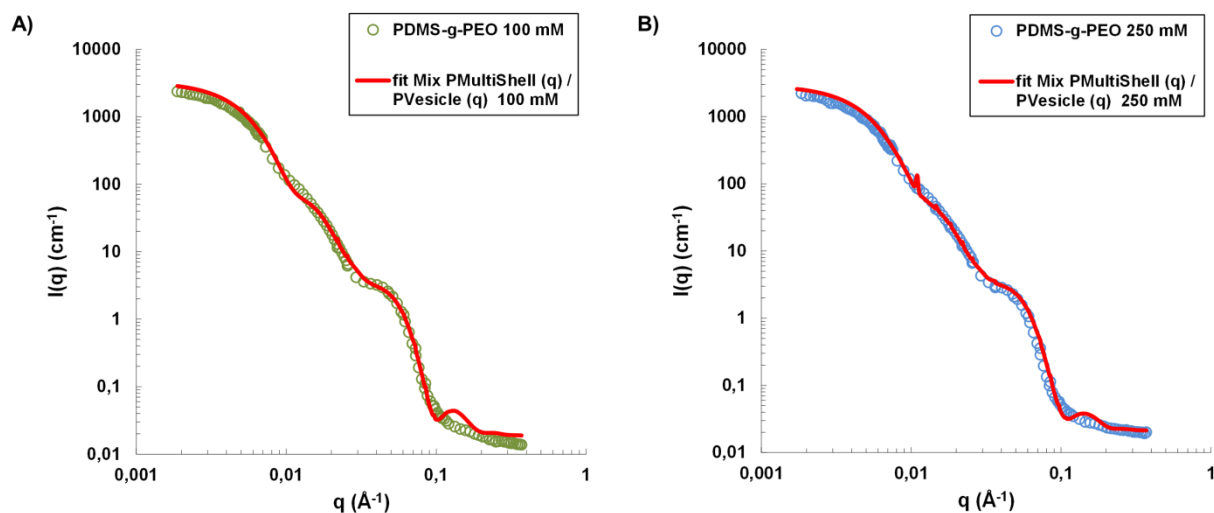 A)
PDMS-g-PEO 100 mM
fit Mix PMultiShell (q) /
PVesicle (q) 100 mM
10000
1000
100
10
1
0,1
0,01
I(q) (cm⁻¹)
0,001
0,01
0,1
1
q (Å⁻¹)
B)
PDMS-g-PEO 250 mM
fit Mix PMultiShell (q) /
PVesicle (q) 250 mM
10000
1000
100
10
1
0,1
0,01
I(q) (cm⁻¹)
0,001
0,01
0,1
1
q (Å⁻¹)